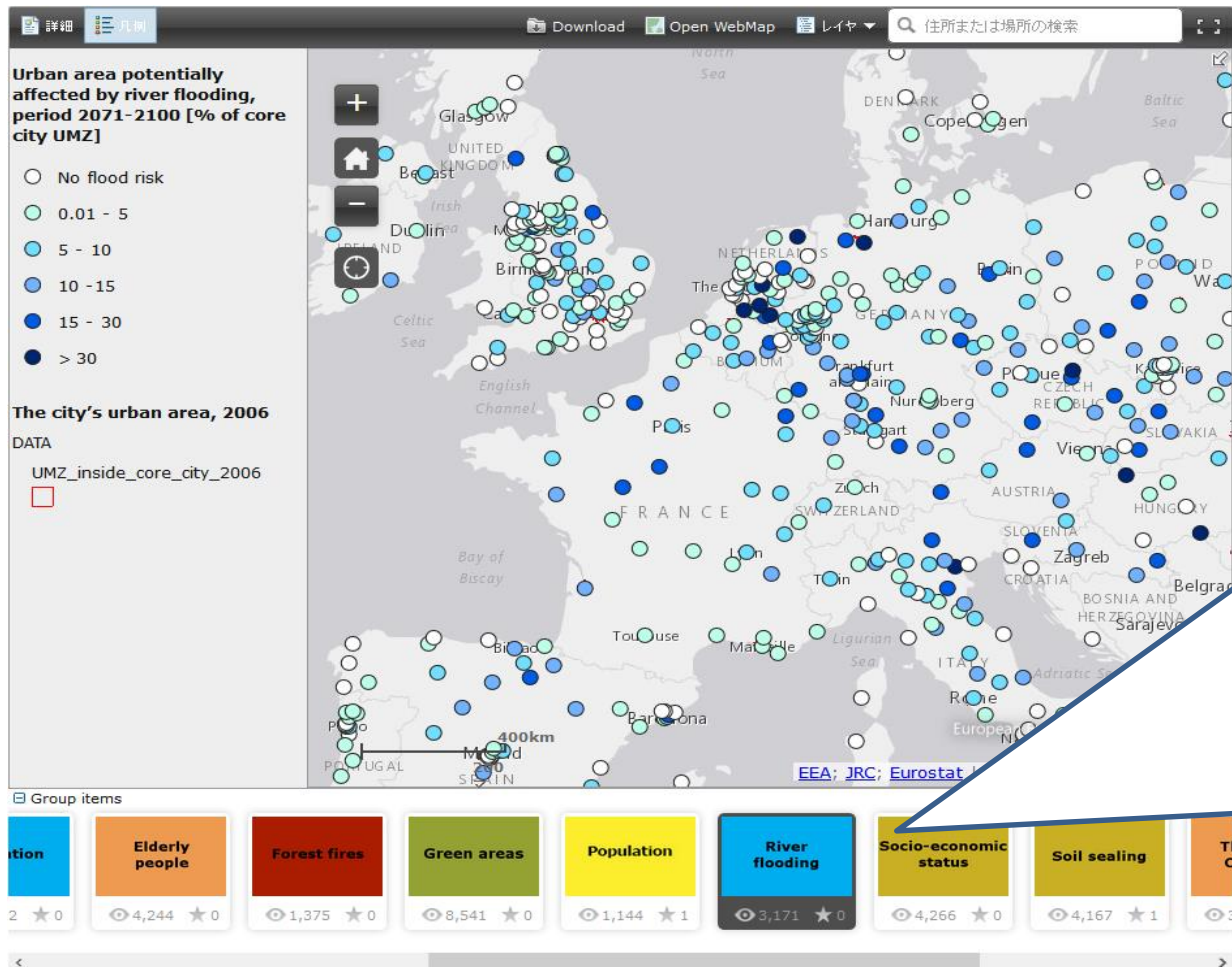 詳細
凡例
Download
Open WebMap
レイヤ
住所または場所の検索
Urban area potentially
affected by river flooding,
period 2071-2100 [% of core
city UMZ]
No flood risk
0.01 - 5
5 - 10
10 -15
15 - 30
> 30
The city's urban area, 2006
DATA
UMZ_inside_core_city_2006
North
Sea
DENMARK
Baltic
Sea
Glasgow
UNITED
KINGDOM
Belfast
Irish
Sea
Dublin
IRELAND
Hamburg
NETHERLANDS
Birmingham
The
Berlin
POLAND
Celtic
Sea
GERMANY
BELGIUM
Frankfurt
am Main
Prague
CZECH
REPUBLIC
English
Channel
Nuremberg
Paris
Stuttgart
SLOVAKIA
Vienna
Zürich
AUSTRIA
FRANCE
SWITZERLAND
HUNGARY
SLOVENIA
Bay of
Biscay
Lyon
Zagreb
Turin
CROATIA
BOSNIA AND
HERZEGOVINA
Belgrad
Sarajevo
Toulouse
Marseille
Ligurian
Sea
Bilbao
ITALY
Adriatic
Rome
Barcelona
400km
200
Madrid
PORTUGAL
SPAIN
EEA; JRC; Eurostat
Group items
Elderly
people
Forest fires
Green areas
Population
River
flooding
Socio-economic
status
Soil sealing
2 0
4,244 0
1,375 0
8,541 0
1,144 1
3,171 0
4,266 0
4,167 1